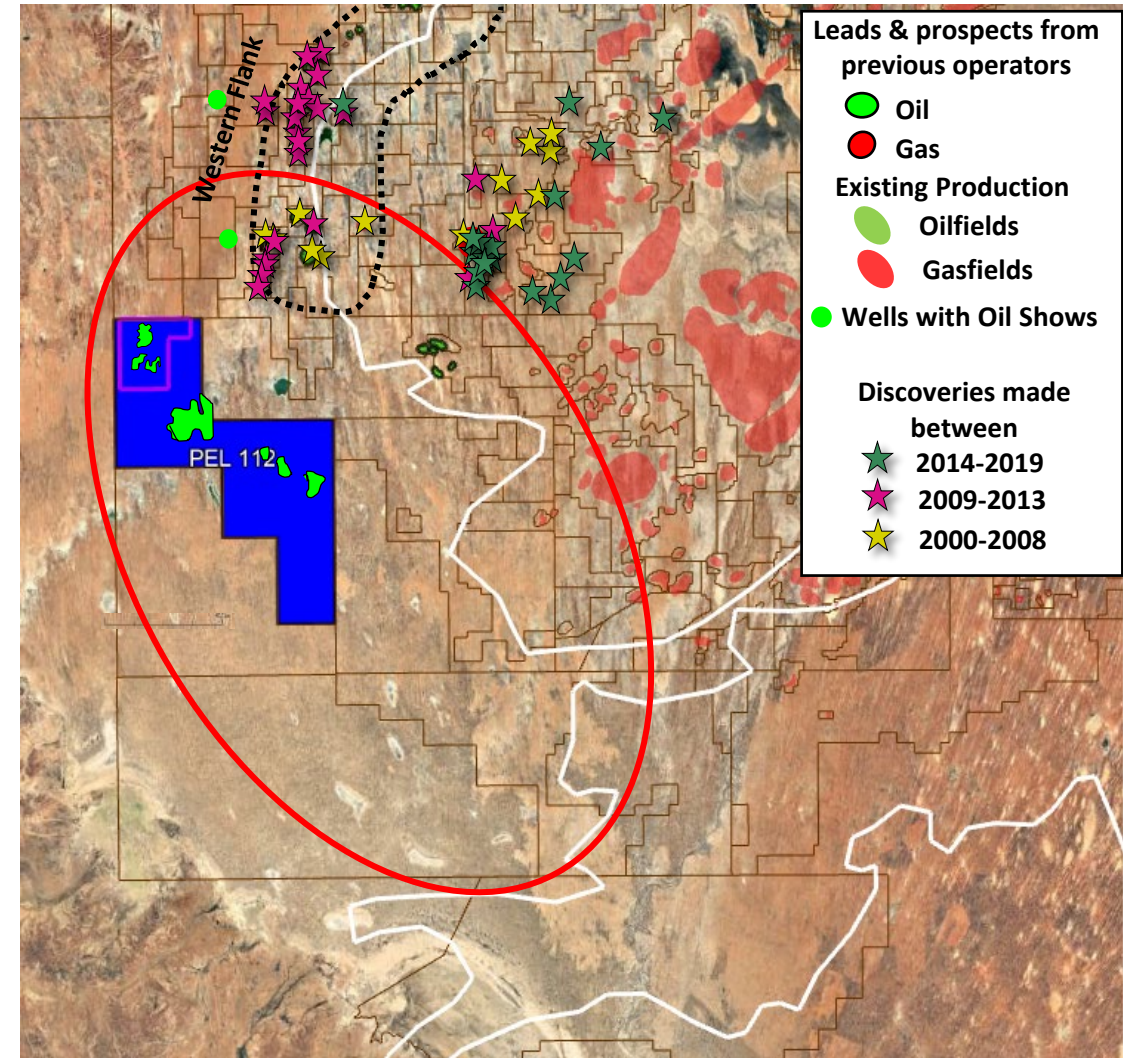 Western Flank
PEL 112
Leads & prospects from
previous operators
Oil
Gas
Existing Production
Oilfields
Gasfields
Wells with Oil Shows
Discoveries made
between
2014-2019
2009-2013
2000-2008